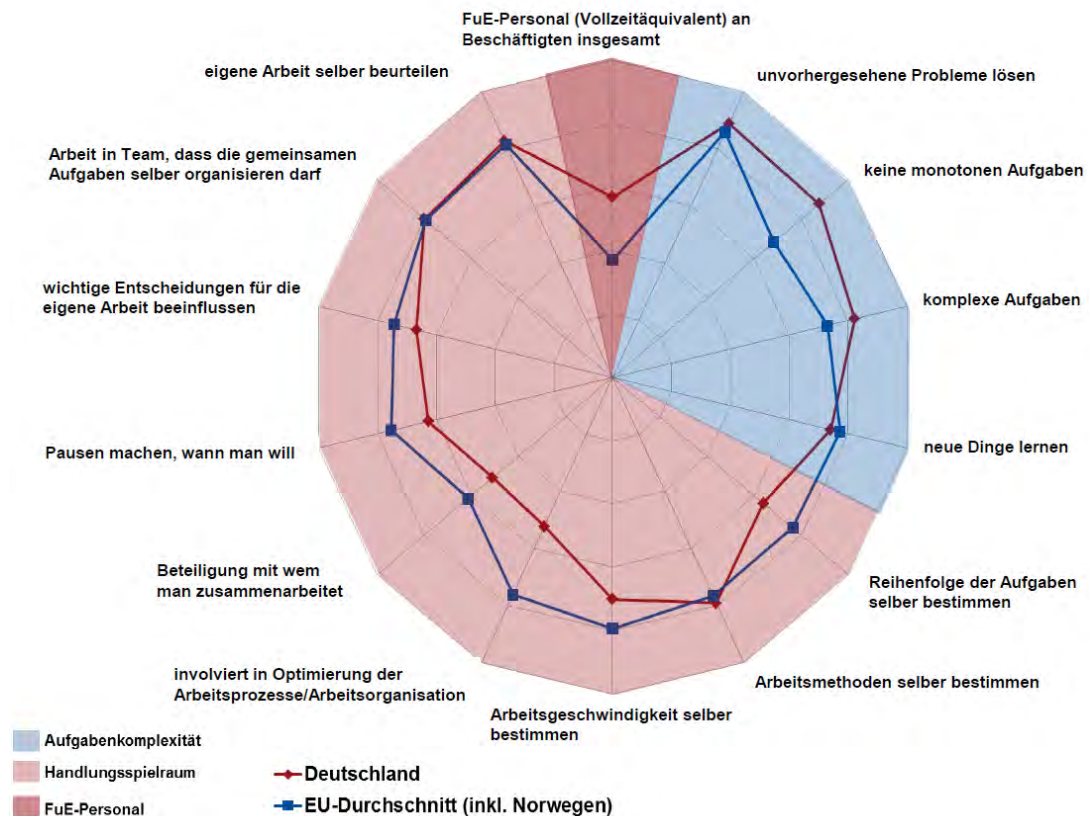 FuE-Personal (Vollzeitäquivalent) an
Beschäftigten insgesamt
unvorhergesehene Probleme lösen
keine monotonen Aufgaben
komplexe Aufgaben
neue Dinge lernen
Reihenfolge der Aufgaben
selber bestimmen
Arbeitsmethoden selber bestimmen
Arbeitsgeschwindigkeit selber
bestimmen
involviert in Optimierung der
Arbeitsprozesse/Arbeitsorganisation
Beteiligung mit wem
man zusammenarbeitet
Pausen machen, wann man will
wichtige Entscheidungen für die
eigene Arbeit beeinflussen
Arbeit in Team, dass die gemeinsamen
Aufgaben selber organisieren darf
eigene Arbeit selber beurteilen
Aufgabenkomplexität
Handlungsspielraum
FuE-Personal
Deutschland
EU-Durchschnitt (inkl. Norwegen)